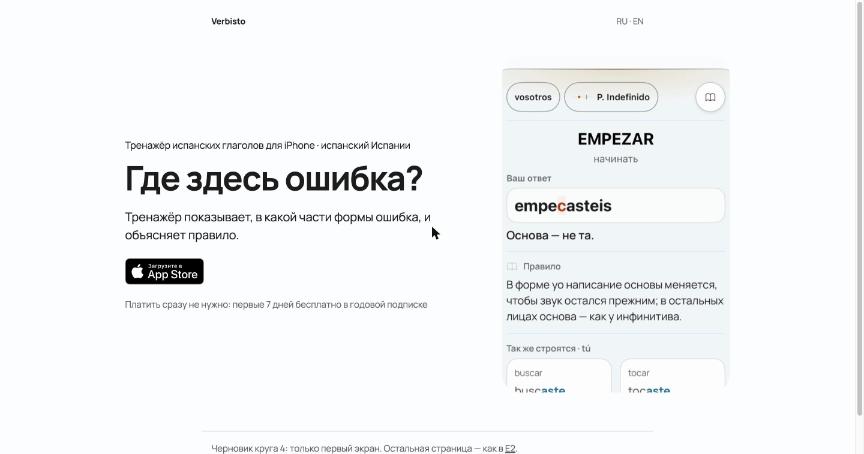 Verbisto
RU · EN
Тренажёр испанских глаголов для iPhone · испанский Испании
Где здесь ошибка?
Тренажёр показывает, в какой части формы ошибка, и
объясняет правило.
Загрузите в
App Store
Платить сразу не нужно: первые 7 дней бесплатно в годовой подписке
vosotros
P. Indefinido
EMPEZAR
начинать
Ваш ответ
empecasteis
Основа — не та.
Правило
В форме yo написание основы меняется,
чтобы звук остался прежним; в остальных
лицах основа — как у инфинитива.
Так же строятся · tú
buscar
tocar
buscaste
tocaste
Черновик круга 4: только первый экран. Остальная страница — как в E2.